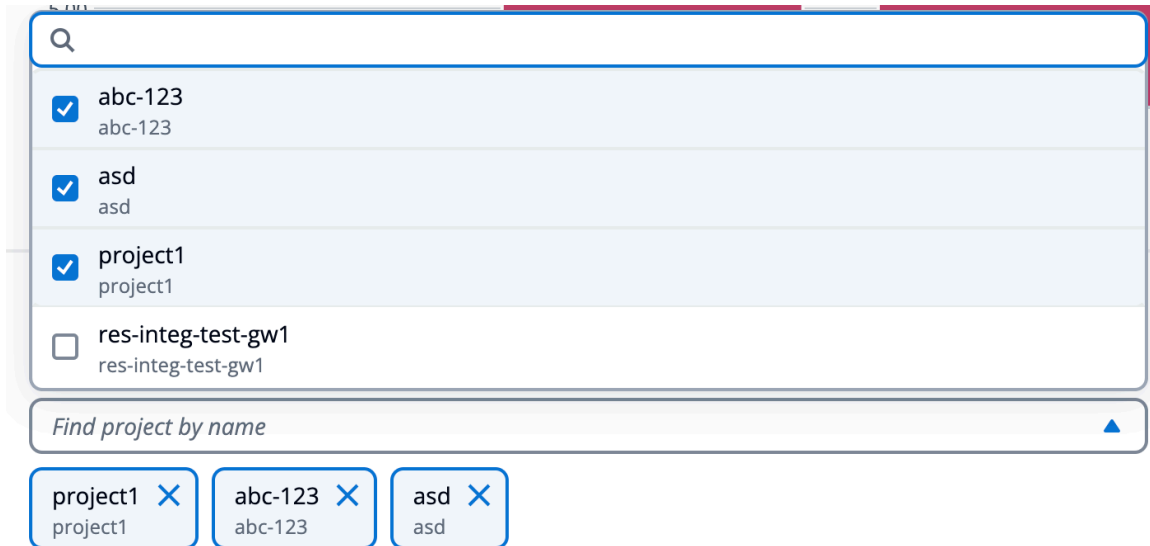 abc-123
abc-123
asd
asd
project1
project1
res-integ-test-gw1
res-integ-test-gw1
Find project by name
project1 abc-123 asd
project1 abc-123 asd